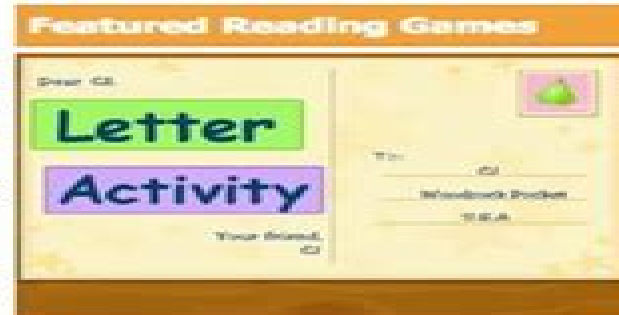 Featured Reading Games
Dear CJ,
Letter
Activity
Your friend,
CJ
To:
CJ
U.S.A